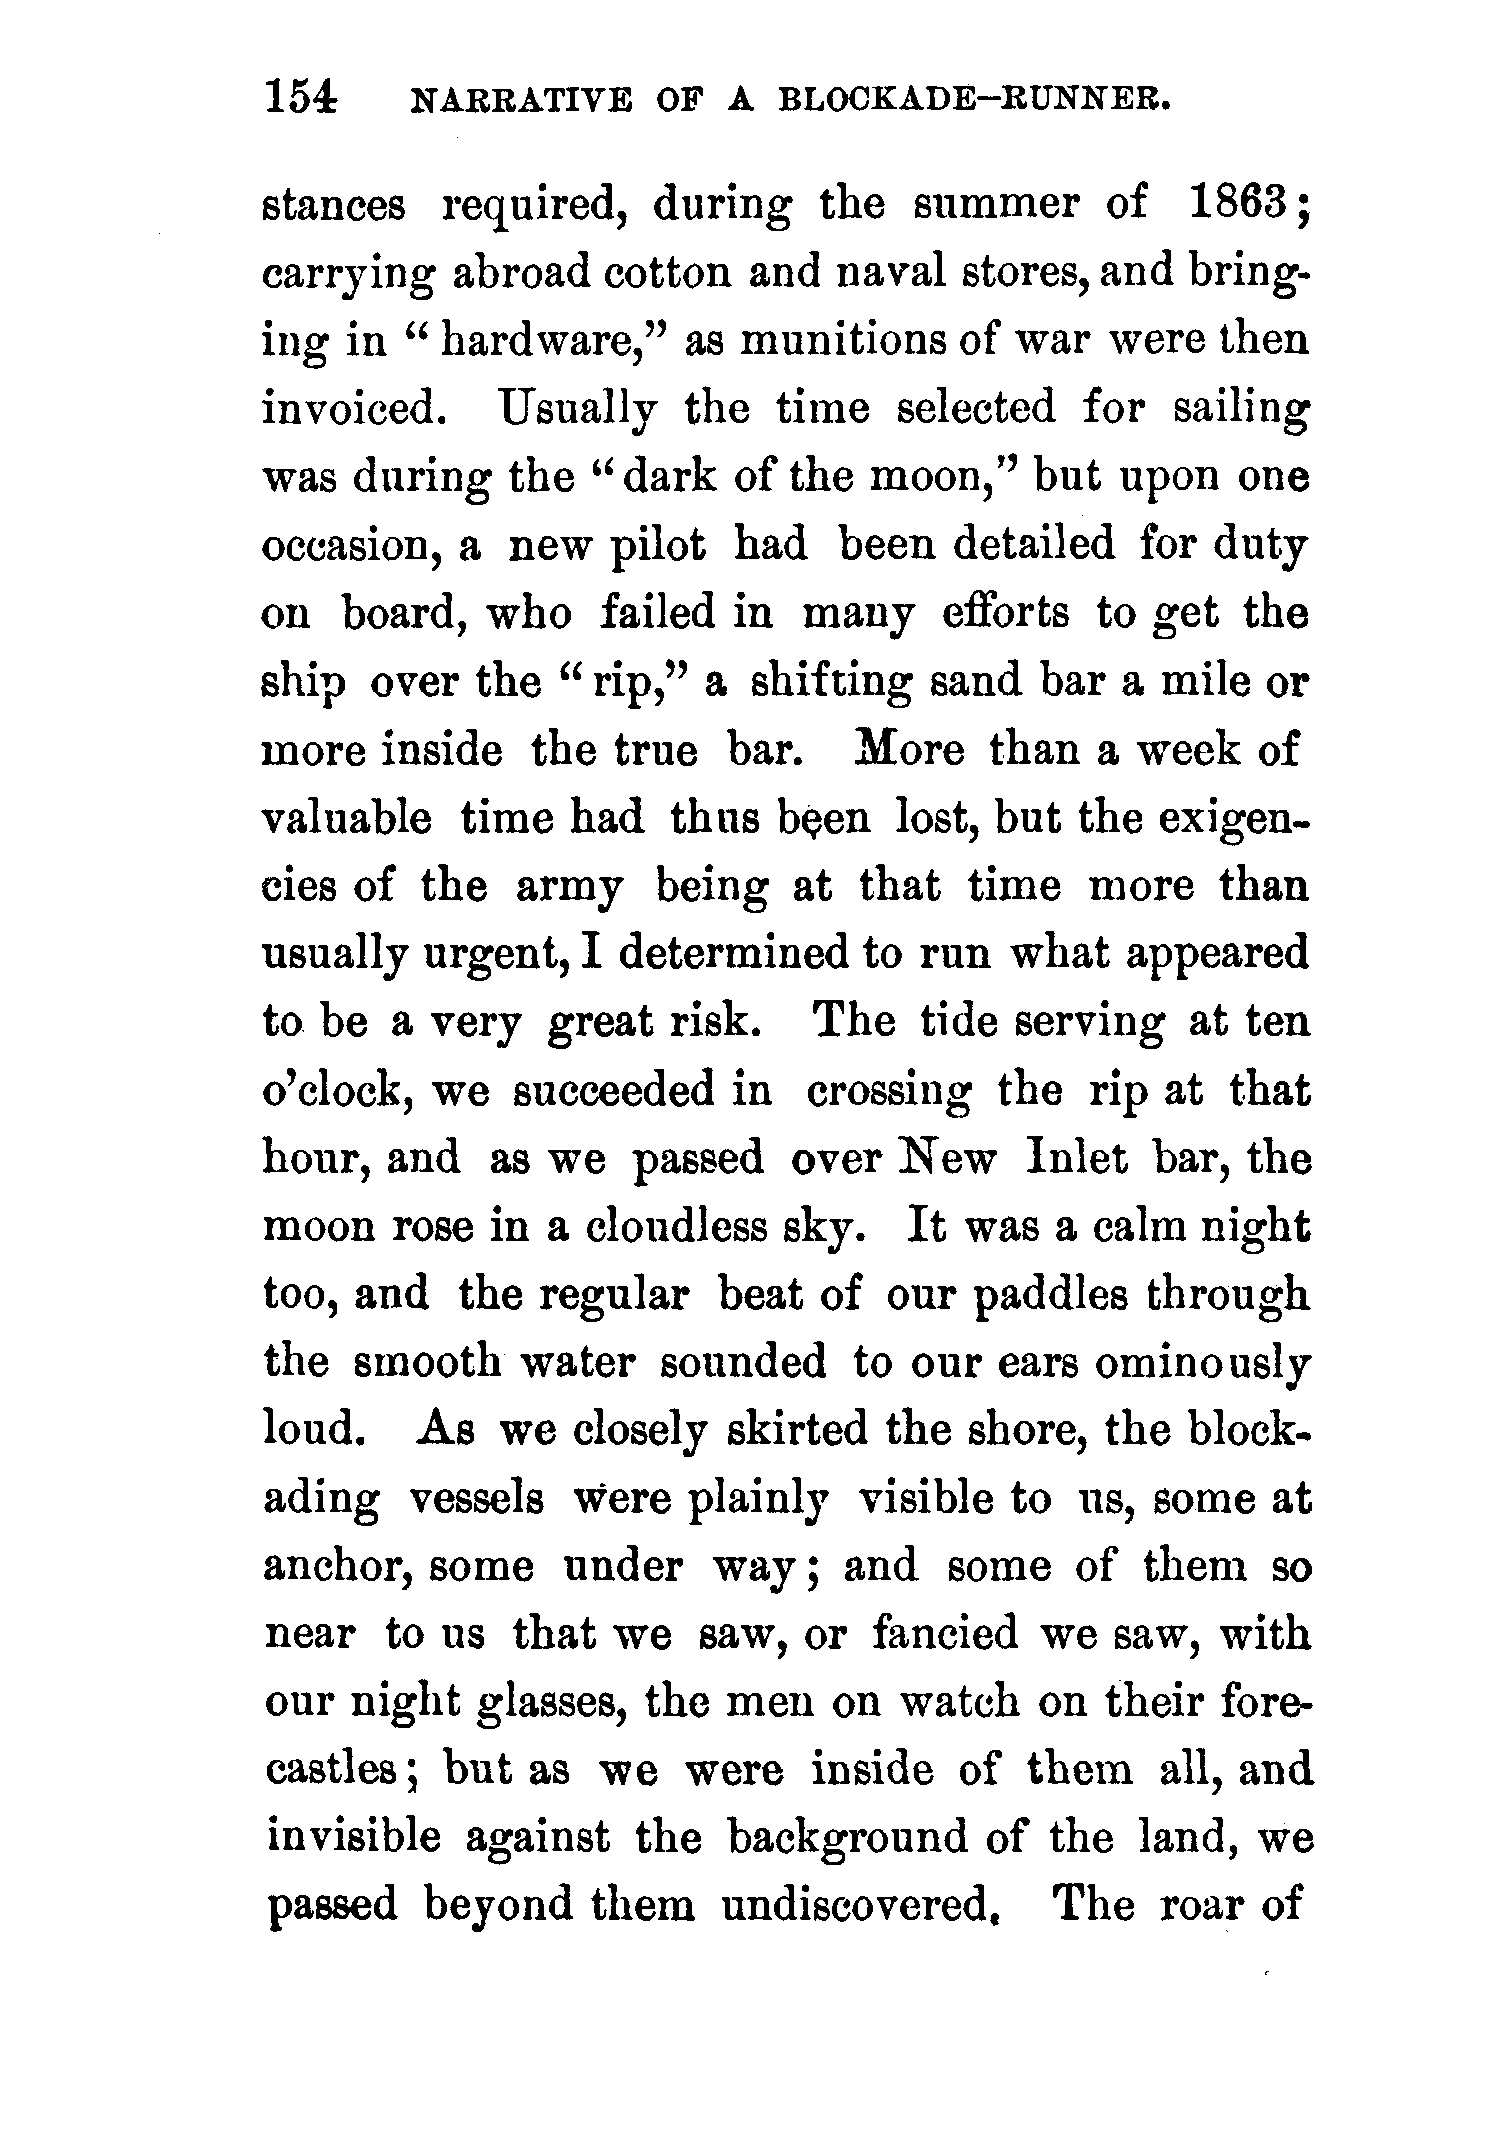 154 NARRATIVE OF A BLOCKADE-RUNNER.
stances required, during the summer of 1863;
carrying abroad cotton and naval stores, and bring-
ing in “hardware,” as munitions of war were then
invoiced. Usually the time selected for sailing
was during the “dark of the moon,” but upon one
occasion, a new pilot had been detailed for duty
on board, who failed in many efforts to get the
ship over the “rip,” a shifting sand bar a mile or
more inside the true bar. More than a week of
valuable time had thus been lost, but the exigen-
cies of the army being at that time more than
usually urgent, I determined to run what appeared
to be a very great risk. The tide serving at ten
o’clock, we succeeded in crossing the rip at that
hour, and as we passed over New Inlet bar, the
moon rose in a cloudless sky. It was a calm night
too, and the regular beat of our paddles through
the smooth water sounded to our ears ominously
loud. As we closely skirted the shore, the block-
ading vessels were plainly visible to us, some at
anchor, some under way; and some of them so
near to us that we saw, or fancied we saw, with
our night glasses, the men on watch on their fore-
castles; but as we were inside of them all, and
invisible against the background of the land, we
passed beyond them undiscovered. The roar of